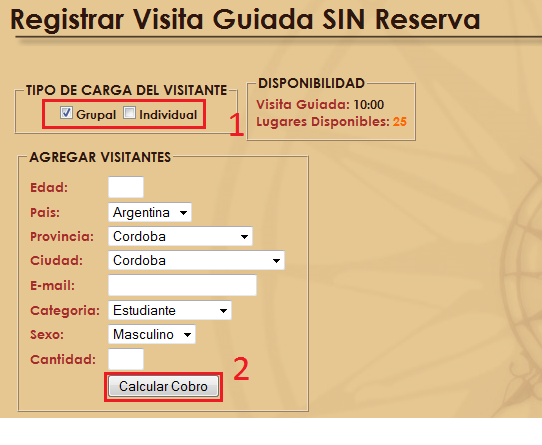 Registrar Visita Guiada SIN Reserva
TIPO DE CARGA DEL VISITANTE
Grupal Individual
1
DISPONIBILIDAD
Visita Guiada: 10:00
Lugares Disponibles: 25
AGREGAR VISITANTES
Edad:
Pais: Argentina
Provincia: Cordoba
Ciudad: Cordoba
E-mail:
Categoria: Estudiante
Sexo: Masculino
Cantidad:
Calcular Cobro
2